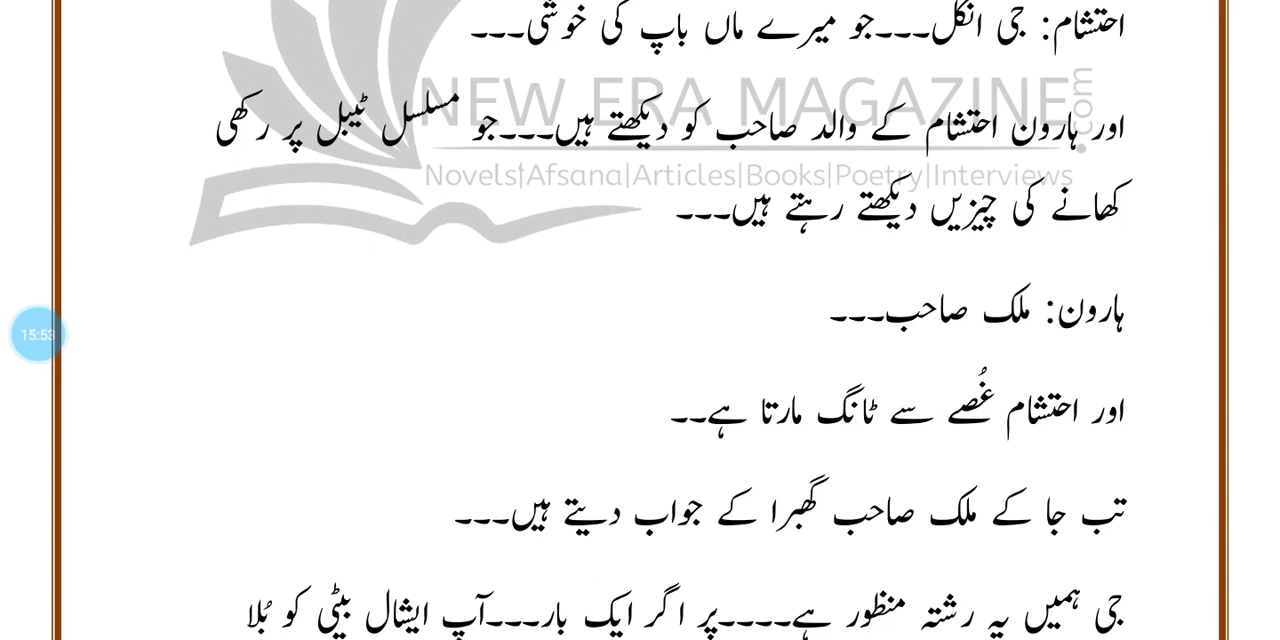 احتشام: جی انکل۔۔۔جو میرے ماں باپ کی خوشی۔۔۔
NEW ERA MAGAZINE.com
اور ہارون احتشام کے والد صاحب کو دیکھتے ہیں۔۔۔جو مسلسل ٹیبل پر رکھی
Novels|Afsana|Articles|Books|Poetry|Interviews
کھانے کی چیزیں دیکھتے رہتے ہیں۔۔۔
ہارون: ملک صاحب۔۔۔
15:53
اور احتشام غُصے سے ٹانگ مارتا ہے۔۔
تب جا کے ملک صاحب گھبرا کے جواب دیتے ہیں۔۔۔
جی ہمیں یہ رشتہ منظور ہے۔۔۔۔پر اگر ایک بار۔۔۔آپ ایشال بیٹی کو بُلا